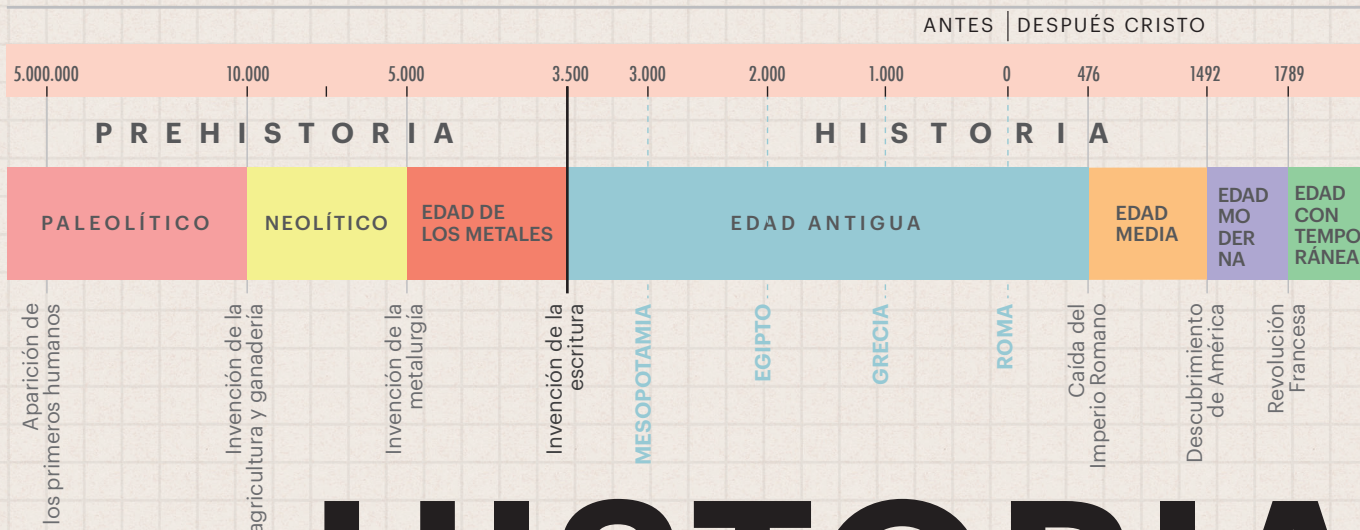 ANTES | DESPUÉS CRISTO
5.000.000 10.000 5.000 3.500 3.000 2.000 1.000 0 476 1492 1789
PREHISTORIA HISTORIA
PALEOLÍTICO
NEOLÍTICO
EDAD DE
LOS METALES
EDAD ANTIGUA
EDAD
MEDIA
EDAD
MO
DER
NA
EDAD
CON
TEMPO
RÁNEA
Aparición de
los primeros humanos
Invención de la
agricultura y ganadería
Invención de la
metalurgía
Invención de la
escritura
MESOPOTAMIA
EGIPTO
GRECIA
ROMA
Caída del
Imperio Romano
Descubrimiento
de América
Revolución
Francesa
HISTORIA